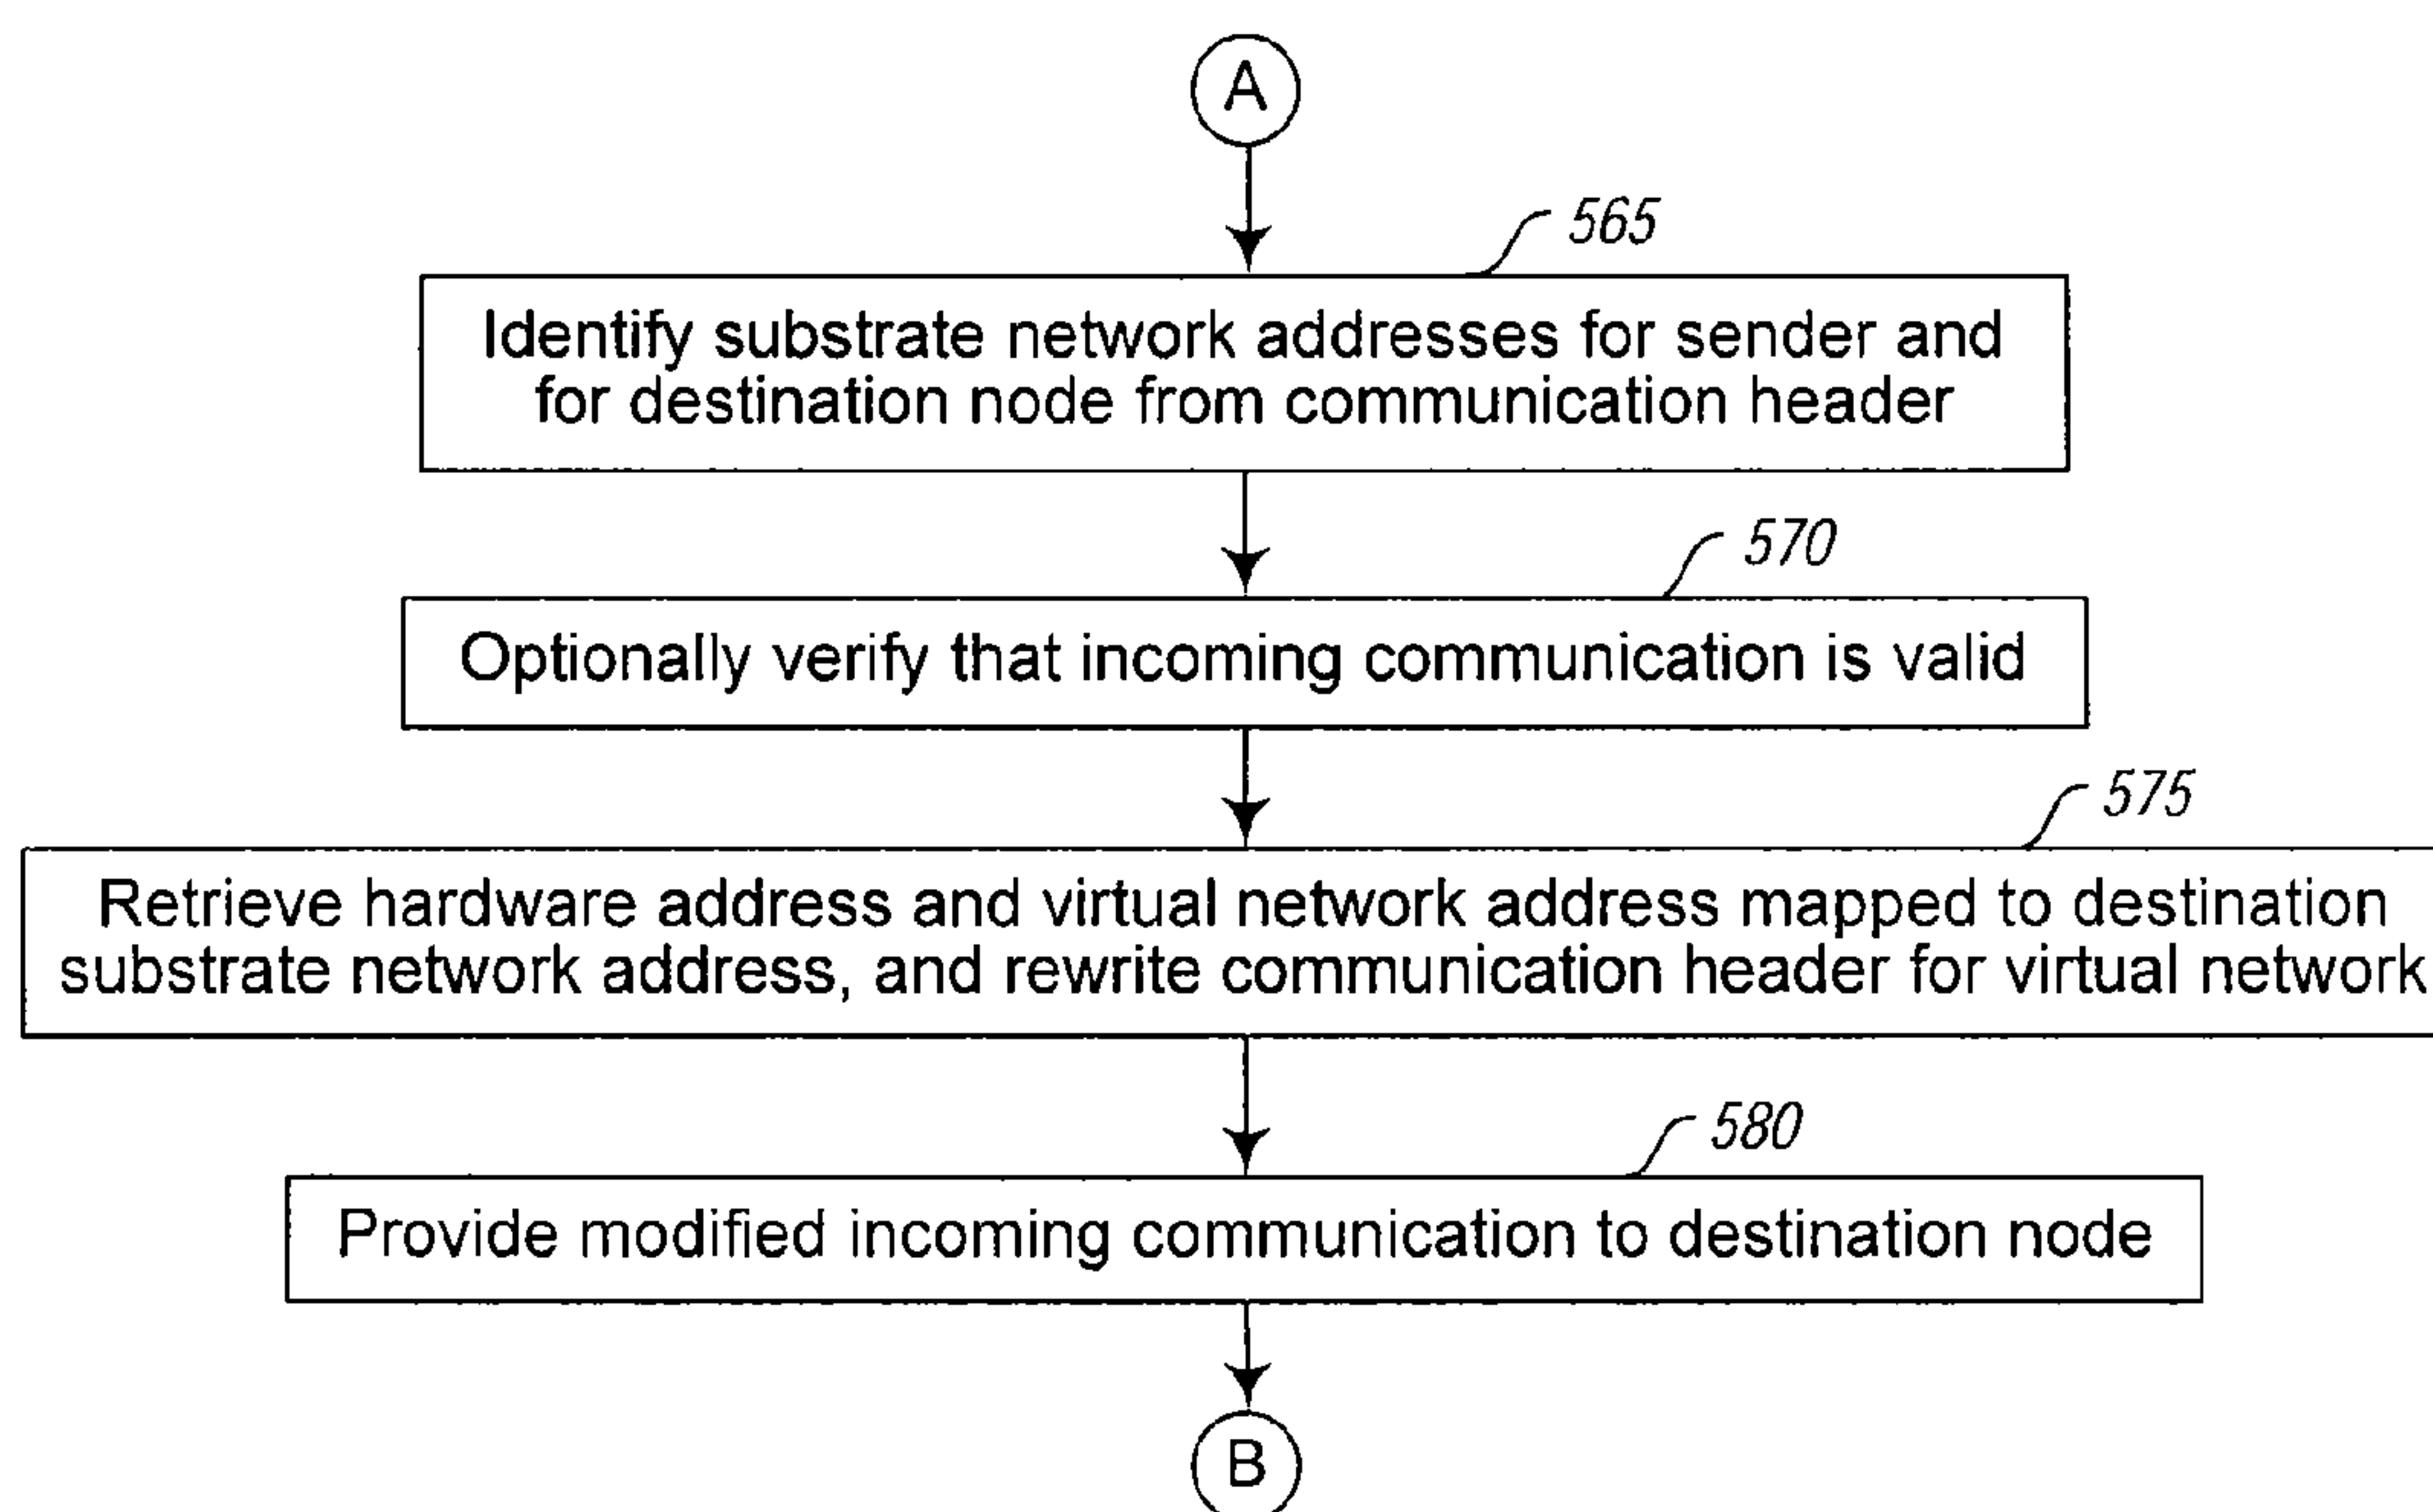 A
565
Identify substrate network addresses for sender and
for destination node from communication header
570
Optionally verify that incoming communication is valid
575
Retrieve hardware address and virtual network address mapped to destination
substrate network address, and rewrite communication header for virtual network
580
Provide modified incoming communication to destination node
B